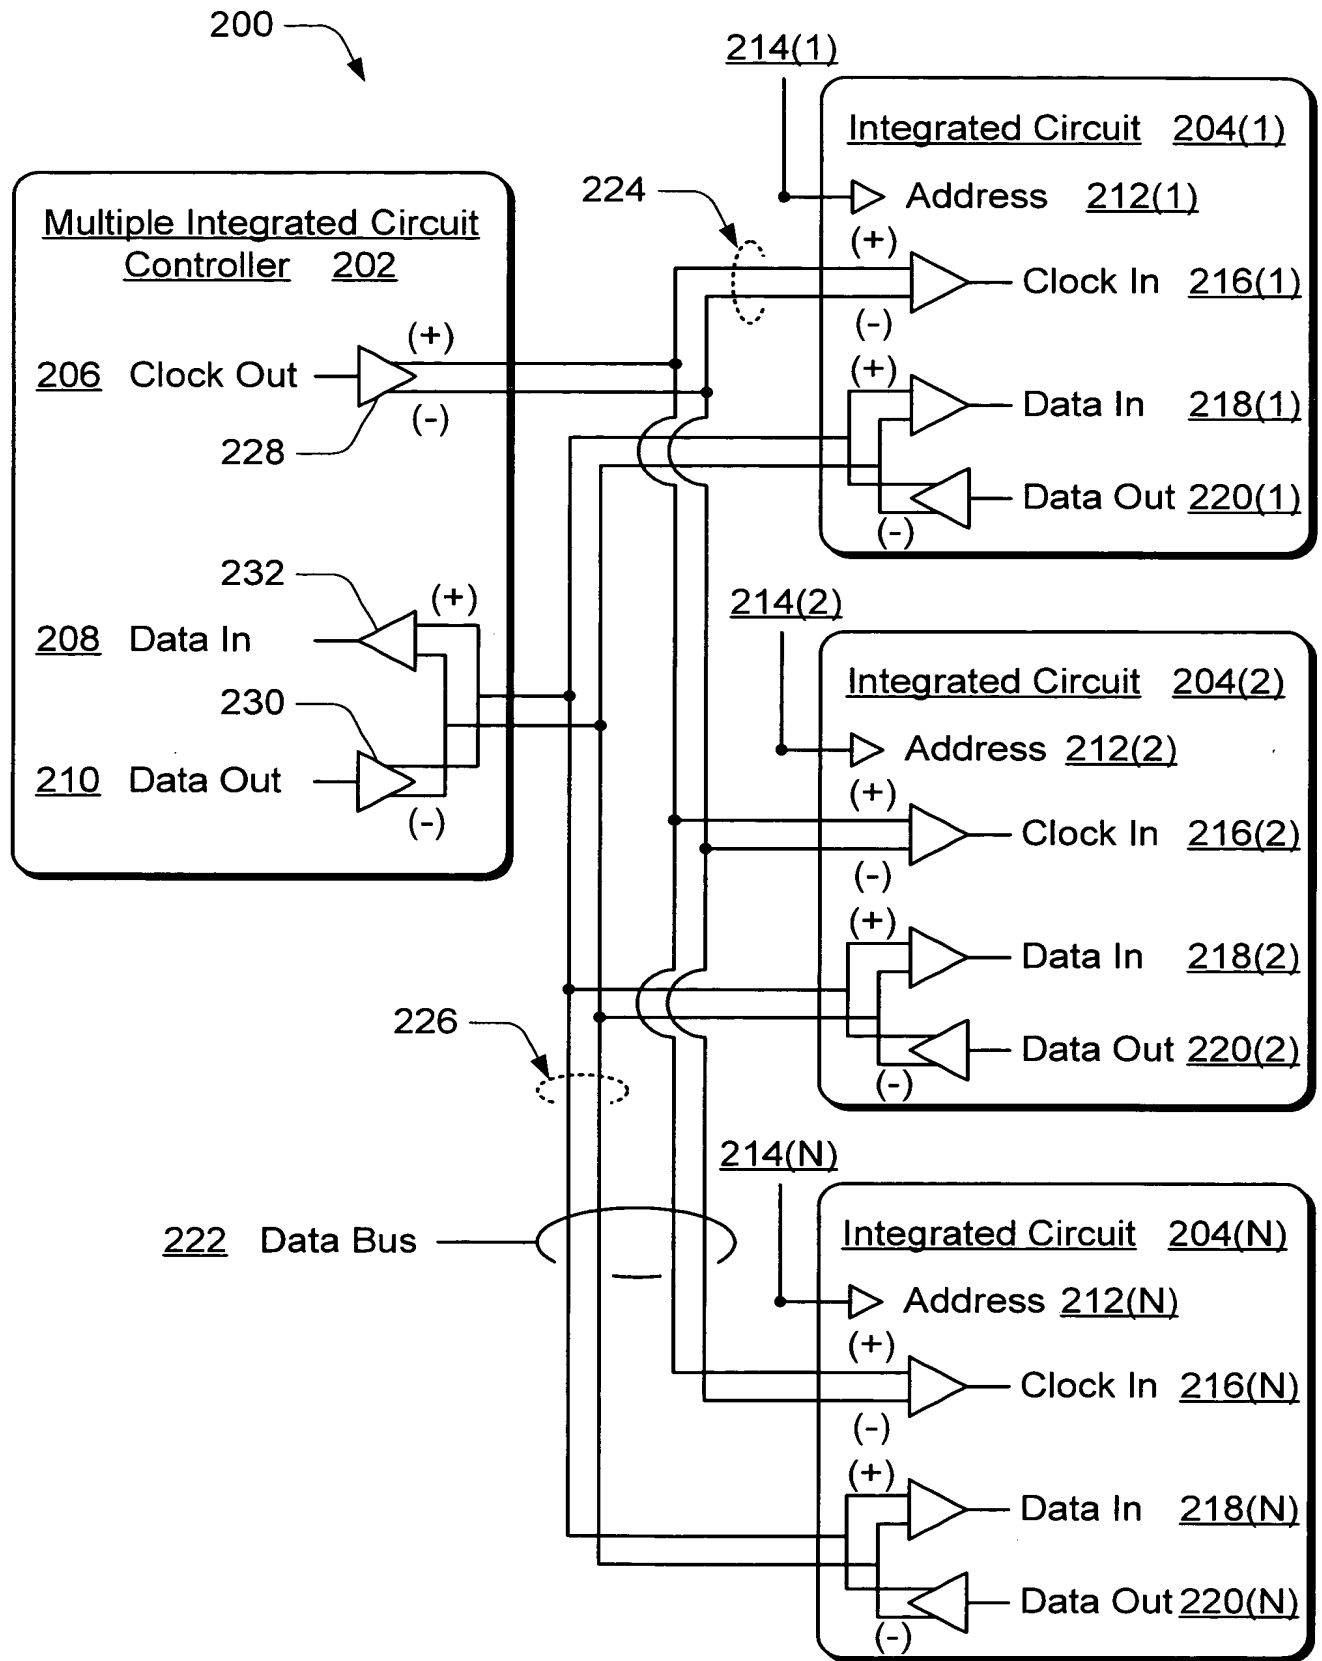 200
Multiple Integrated Circuit
Controller 202
206 Clock Out
(+)
(-)
228
232
(+)
208 Data In
230
210 Data Out
(-)
224
226
222 Data Bus
214(1)
Integrated Circuit 204(1)
Address 212(1)
(+)
Clock In 216(1)
(-)
(+)
Data In 218(1)
Data Out 220(1)
(-)
214(2)
Integrated Circuit 204(2)
Address 212(2)
(+)
Clock In 216(2)
(-)
(+)
Data In 218(2)
Data Out 220(2)
(-)
214(N)
Integrated Circuit 204(N)
Address 212(N)
(+)
Clock In 216(N)
(-)
(+)
Data In 218(N)
Data Out 220(N)
(-)